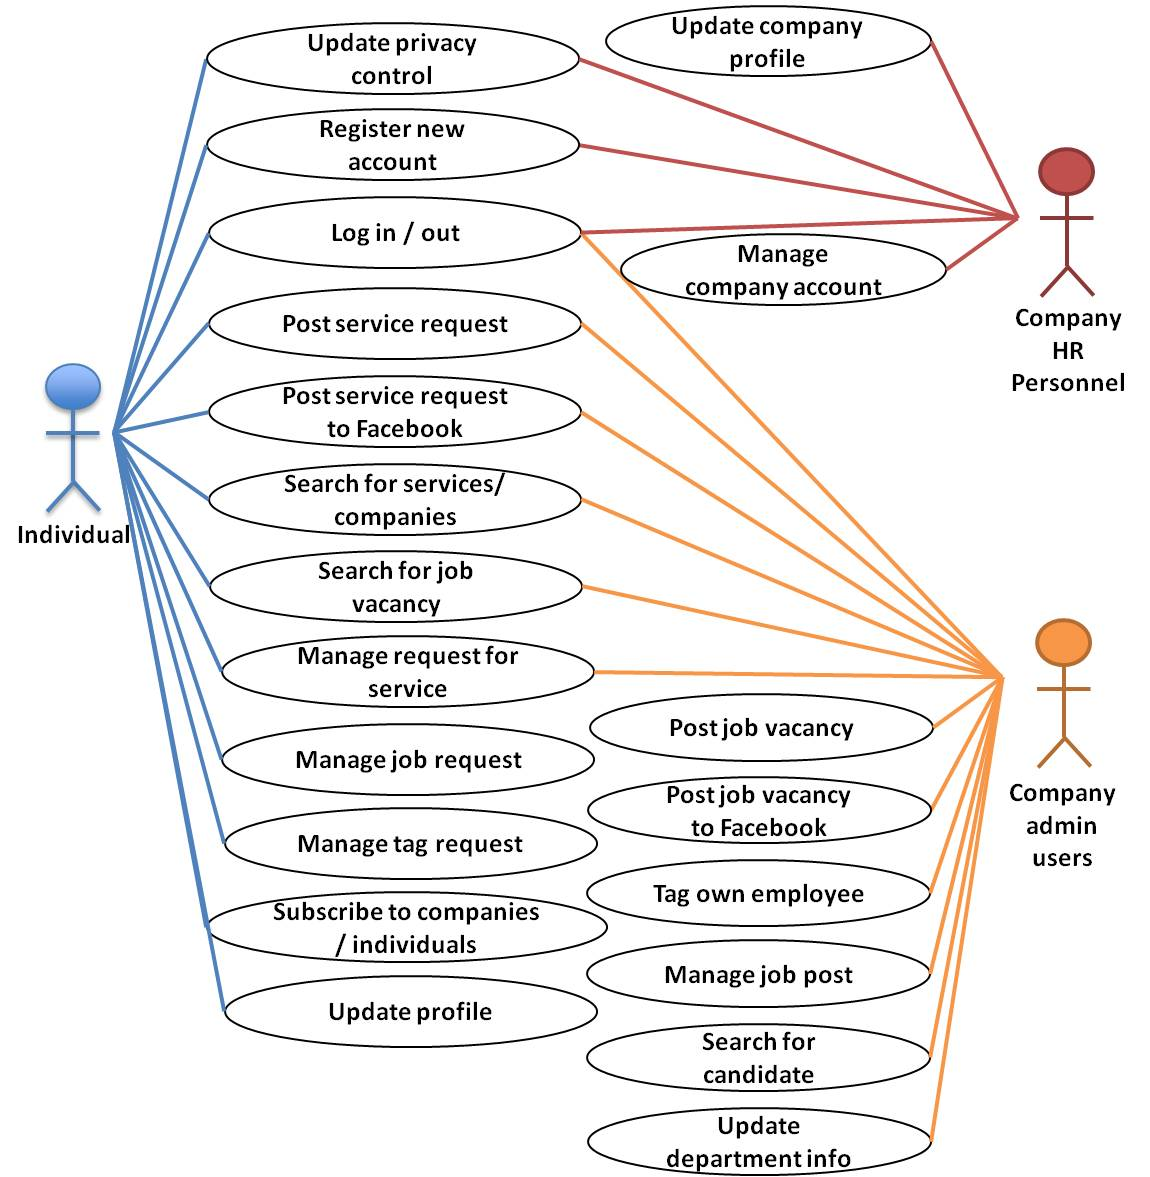 Update privacy
control
Update company
profile
Register new
account
Log in / out
Manage
company account
Company
HR
Personnel
Post service request
Post service request
to Facebook
Individual
Search for services/
companies
Search for job
vacancy
Manage request for
service
Post job vacancy
Manage job request
Post job vacancy
to Facebook
Company
admin
users
Manage tag request
Tag own employee
Subscribe to companies
/ individuals
Manage job post
Update profile
Search for
candidate
Update
department info